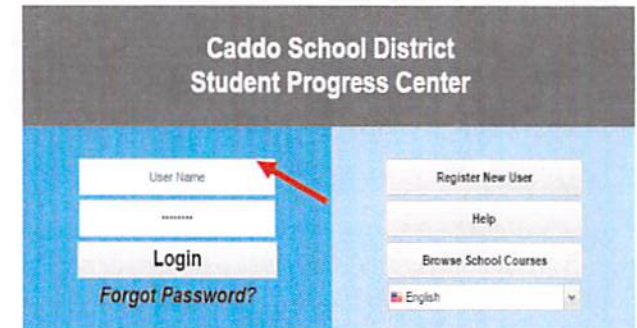 Caddo School District
Student Progress Center
User Name
········
Login
Forgot Password?
Register New User
Help
Browse School Courses
English